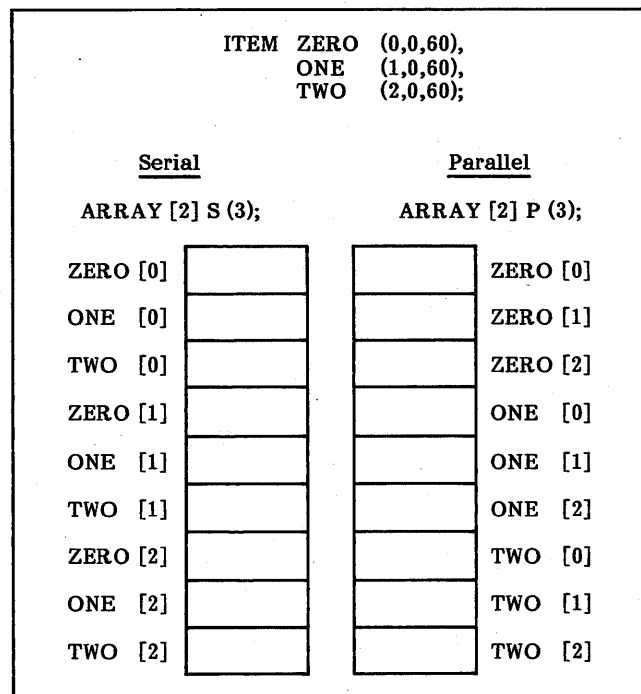 ITEM ZERO (0,0,60),
ONE (1,0,60),
TWO (2,0,60);
Serial Parallel
ARRAY [2] S (3); ARRAY [2] P (3);
ZERO [0] ZERO [0]
ONE [0] ZERO [1]
TWO [0] ZERO [2]
ZERO [1] ONE [0]
ONE [1] ONE [1]
TWO [1] ONE [2]
ZERO [2] TWO [0]
ONE [2] TWO [1]
TWO [2] TWO [2]